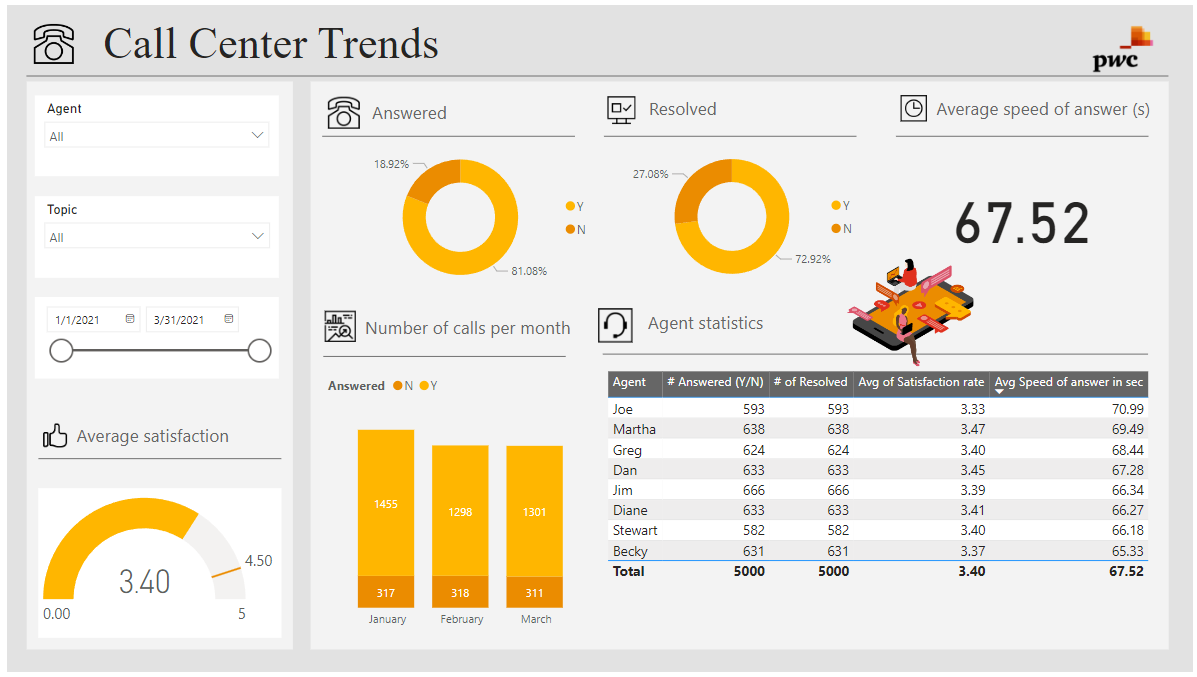 Call Center Trends
pwc
Agent
All
Topic
All
1/1/2021 3/31/2021
Average satisfaction
3.40
4.50
0.00 5
Answered
18.92%
81.08%
Y
N
Resolved
27.08%
72.92%
Y
N
Average speed of answer (s)
67.52
Number of calls per month
Answered N Y
1455 1298 1301
317 318 311
January February March
Agent statistics
Agent # Answered (Y/N) # of Resolved Avg of Satisfaction rate Avg Speed of answer in sec
Joe 593 593 3.33 70.99
Martha 638 638 3.47 69.49
Greg 624 624 3.40 68.44
Dan 633 633 3.45 67.28
Jim 666 666 3.39 66.34
Diane 633 633 3.41 66.27
Stewart 582 582 3.40 66.18
Becky 631 631 3.37 65.33
Total 5000 5000 3.40 67.52